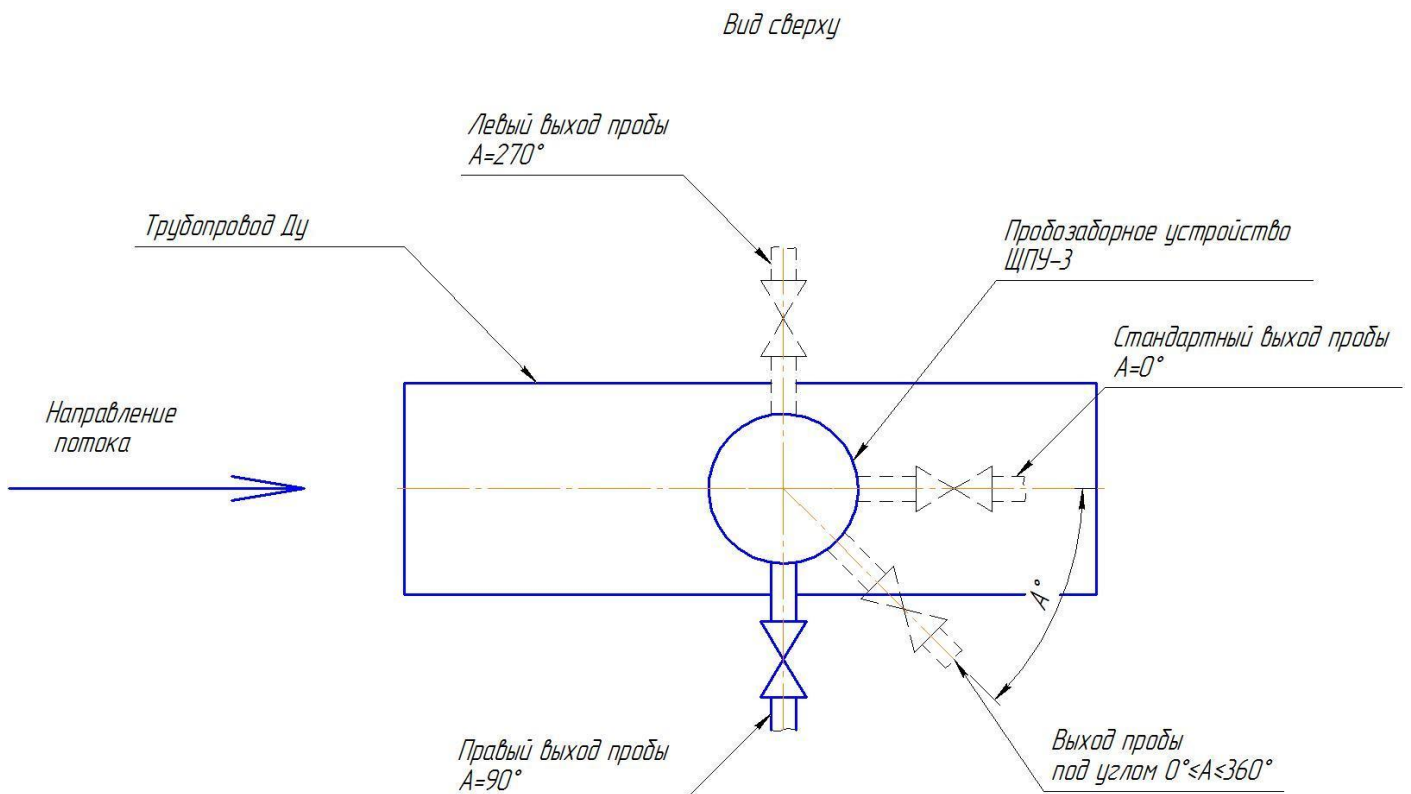 Вид сверху
Левый выход пробы
А=270°
Трубопровод Ду
Пробозаборное устройство
ЩПУ-3
Стандартный выход пробы
А=0°
Направление
потока
А°
Правый выход пробы
А=90°
Выход пробы
под углом 0°≤А≤360°